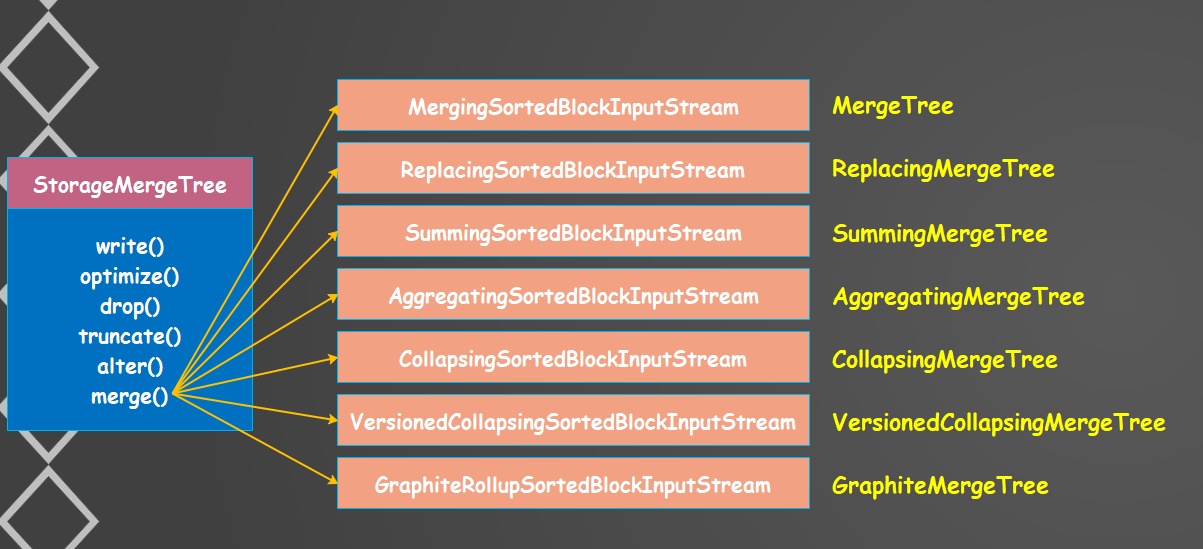 StorageMergeTree
write()
optimize()
drop()
truncate()
alter()
merge()
MergingSortedBlockInputStream MergeTree
ReplacingSortedBlockInputStream ReplacingMergeTree
SummingSortedBlockInputStream SummingMergeTree
AggregatingSortedBlockInputStream AggregatingMergeTree
CollapsingSortedBlockInputStream CollapsingMergeTree
VersionedCollapsingSortedBlockInputStream VersionedCollapsingMergeTree
GraphiteRollupSortedBlockInputStream GraphiteMergeTree